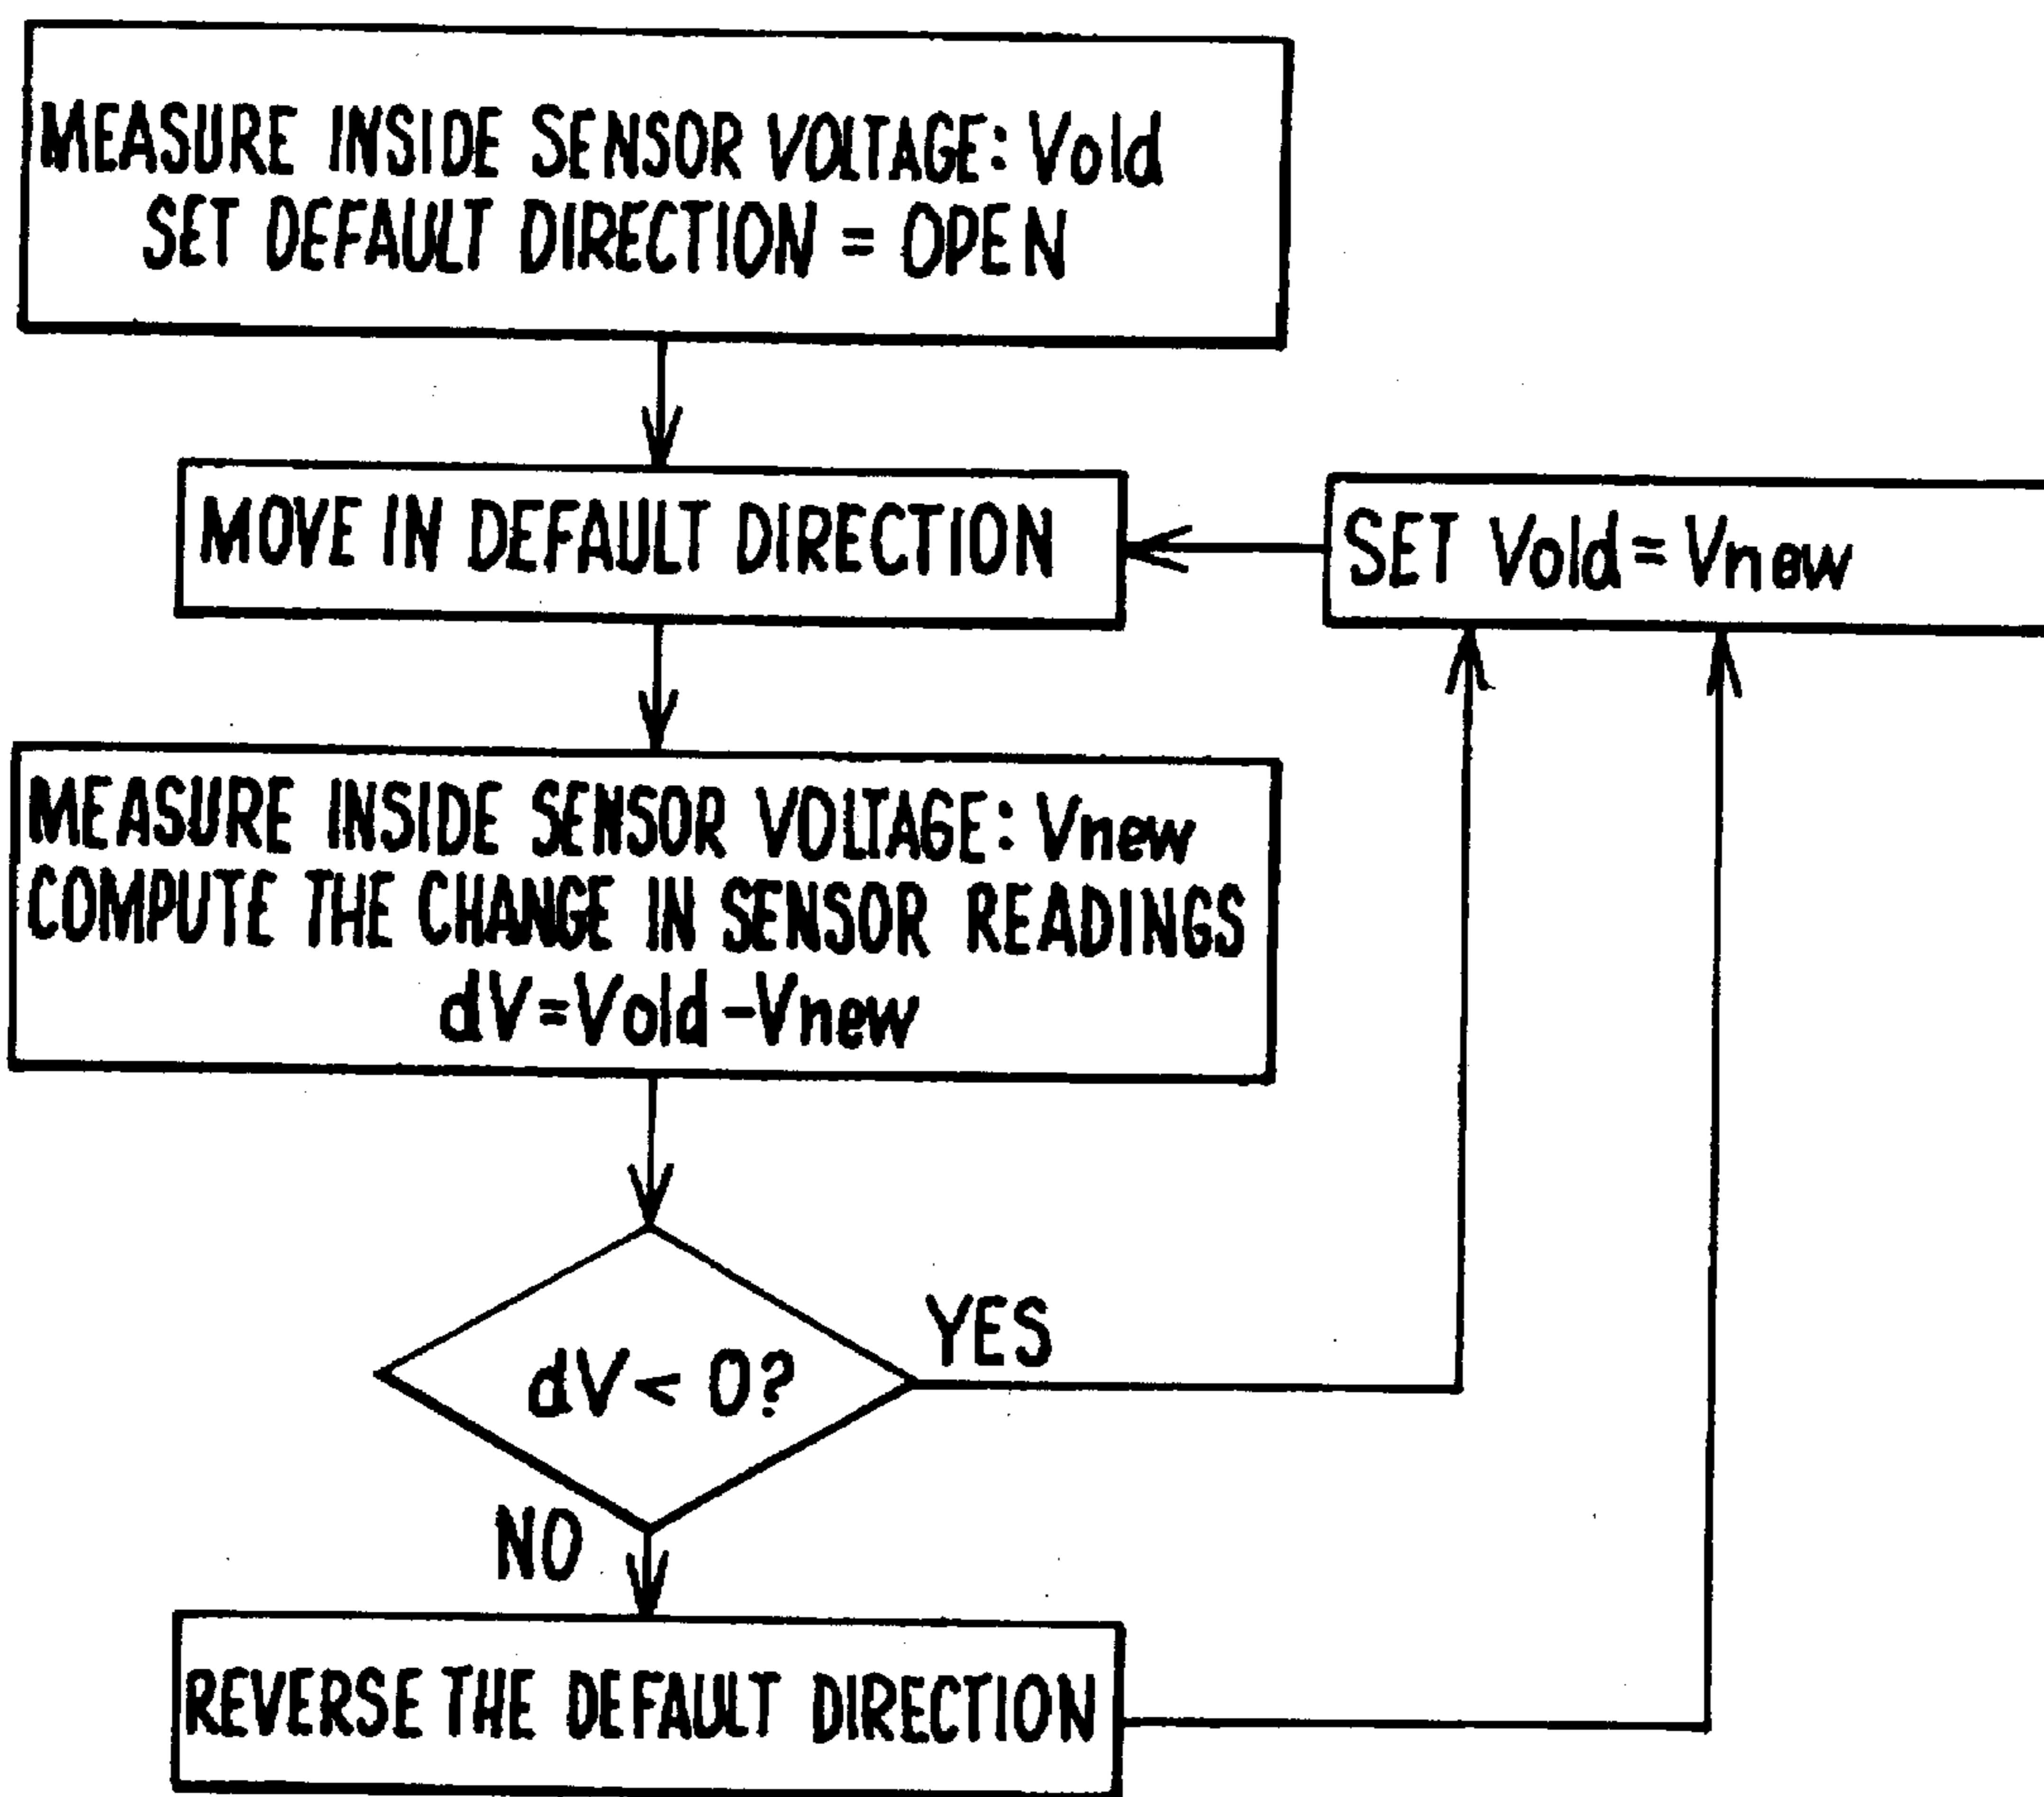 MEASURE INSIDE SENSOR VOLTAGE: Vold
SET DEFAULT DIRECTION = OPEN
MOVE IN DEFAULT DIRECTION
SET Vold = Vnew
MEASURE INSIDE SENSOR VOLTAGE: Vnew
COMPUTE THE CHANGE IN SENSOR READINGS
dV = Vold - Vnew
dV < 0?
YES
NO
REVERSE THE DEFAULT DIRECTION